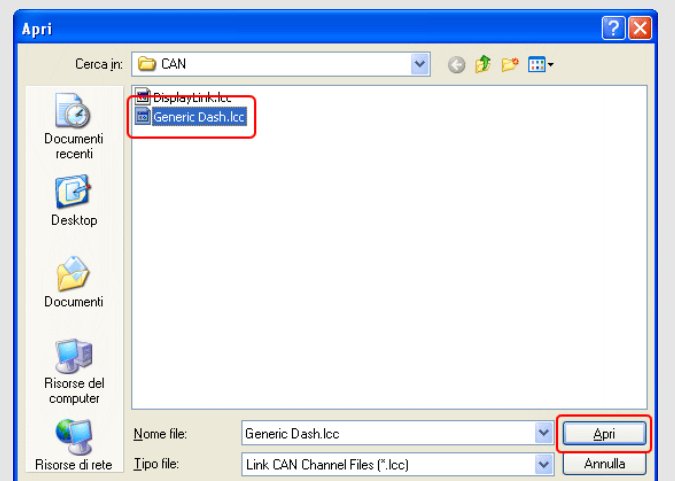 Apri
Cerca in:
CAN
DisplayLink.lcc
Generic Dash.lcc
Documenti
recenti
Desktop
Documenti
Risorse del
computer
Risorse di rete
Nome file:
Generic Dash.lcc
Apri
Tipo file:
Link CAN Channel Files (*.lcc)
Annulla